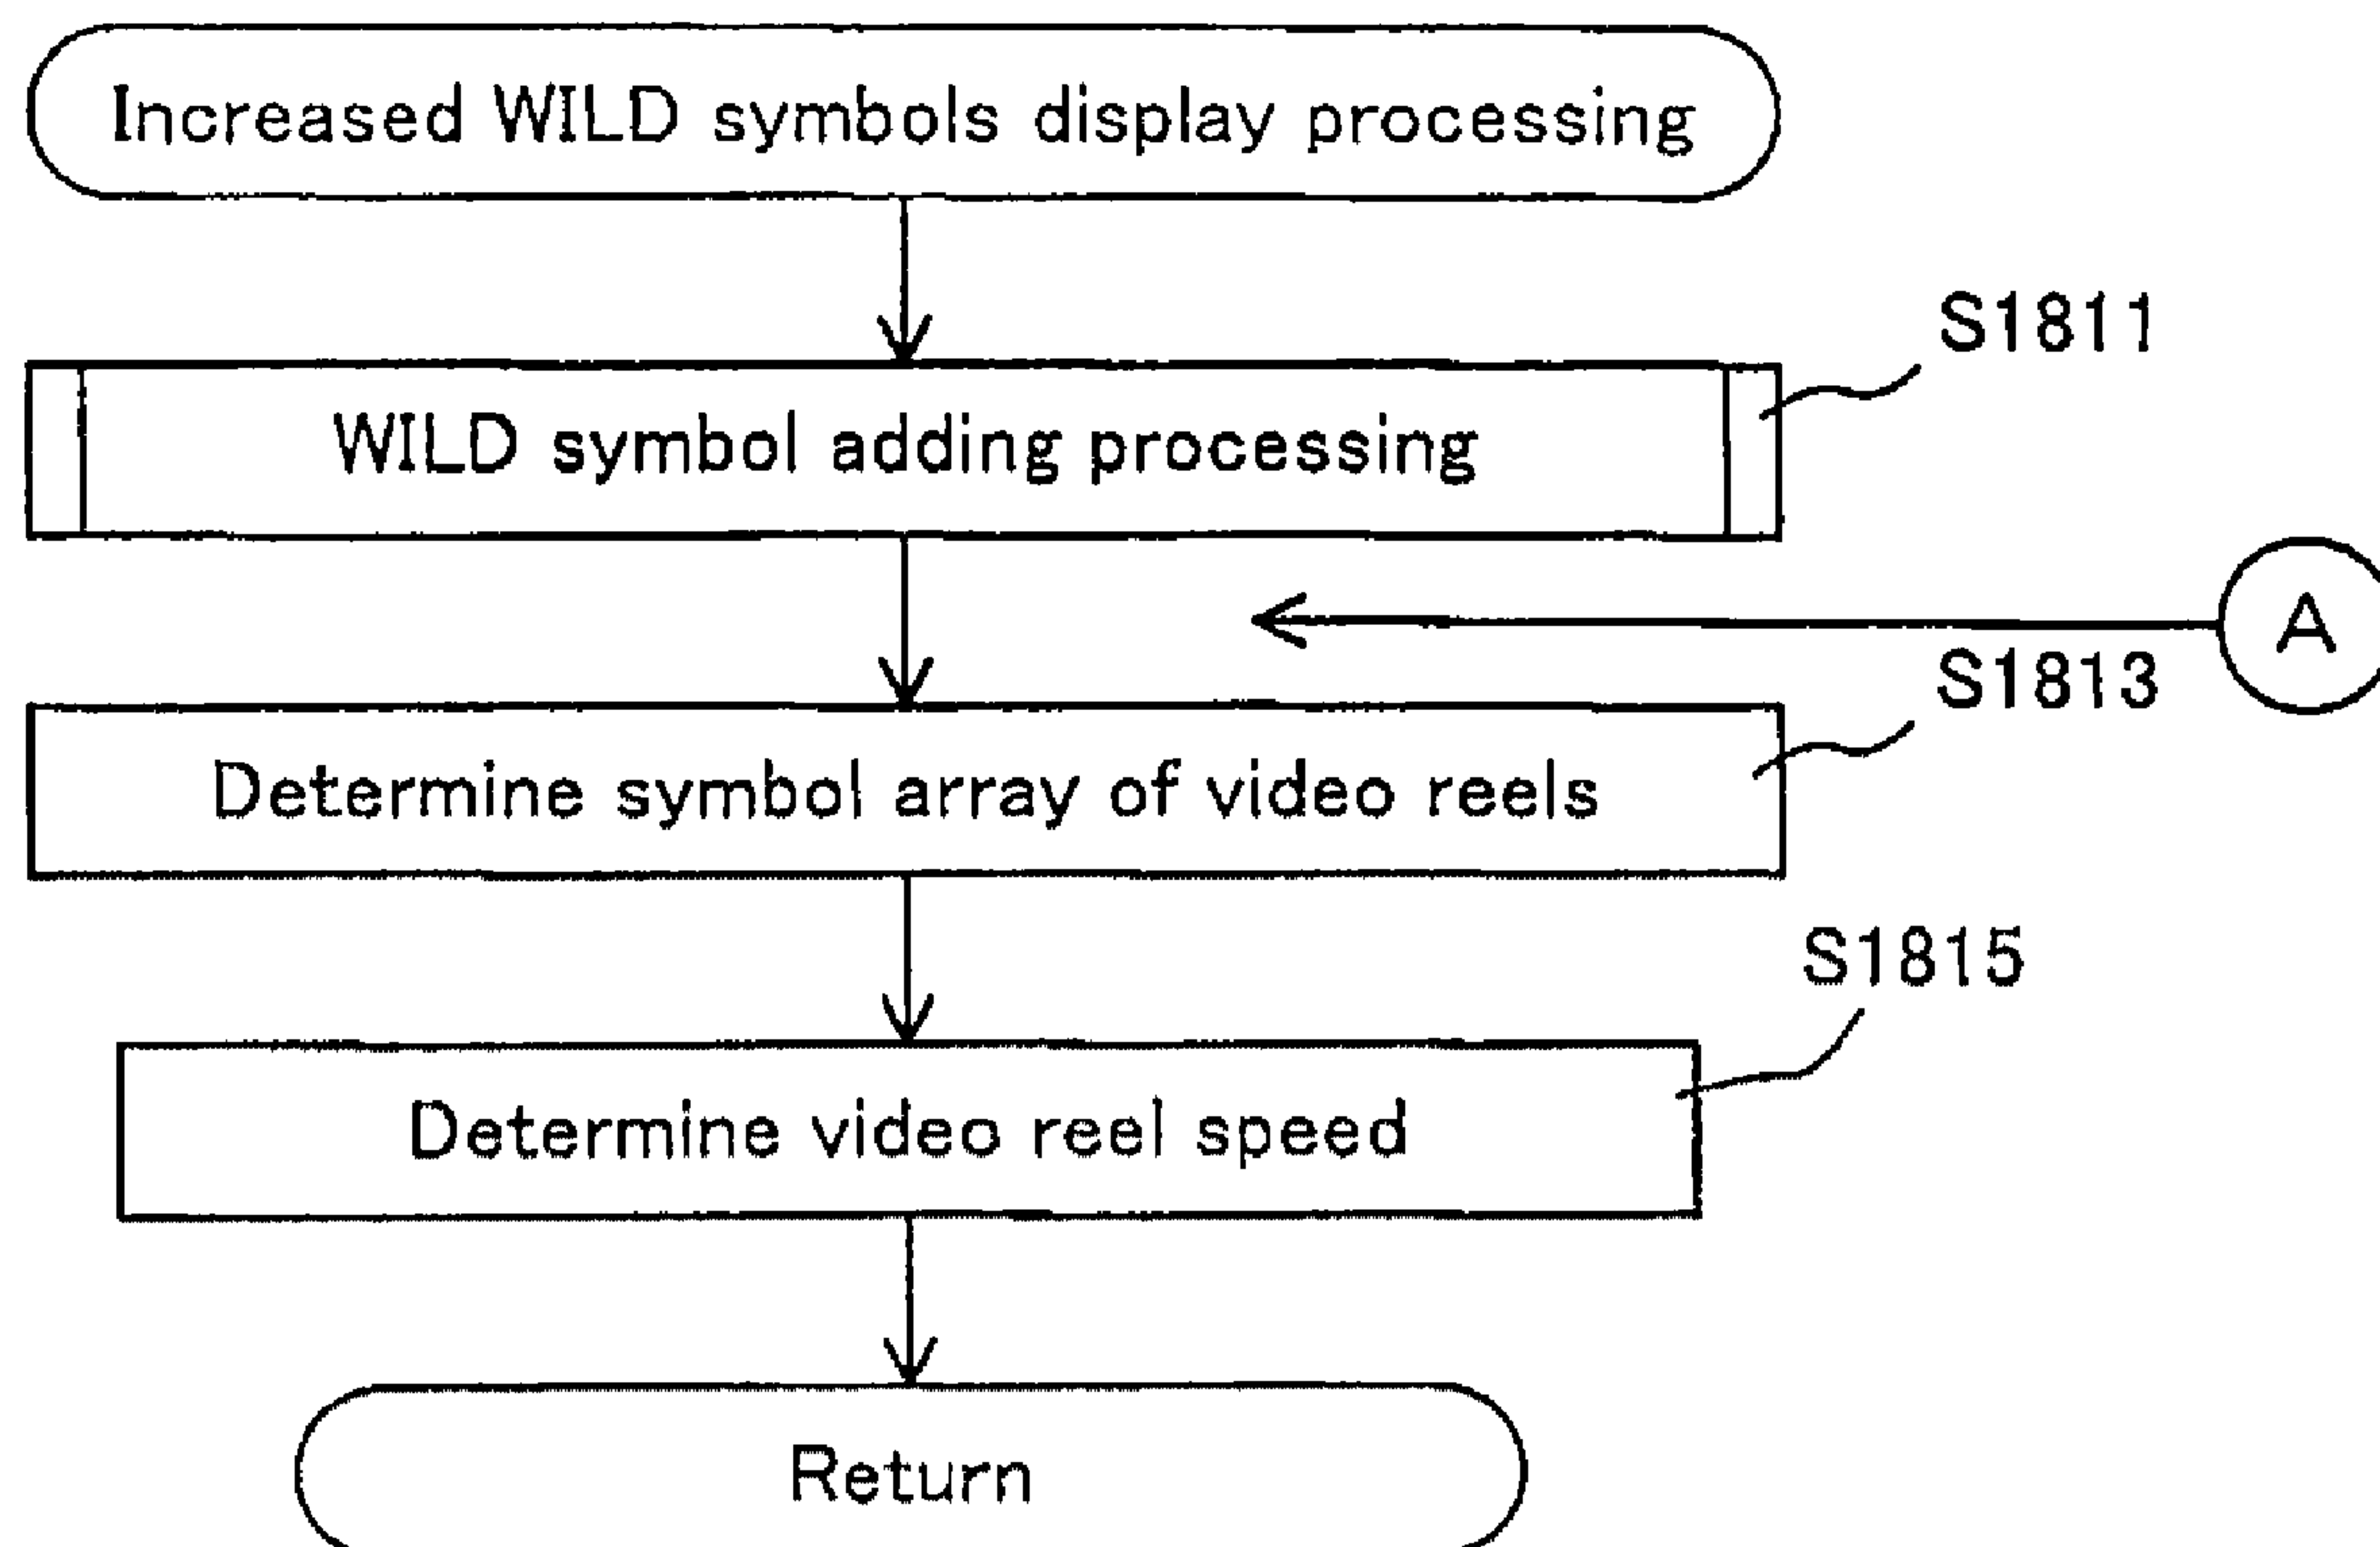 Increased WILD symbols display processing
S1811
WILD symbol adding processing
A
S1813
Determine symbol array of video reels
S1815
Determine video reel speed
Return